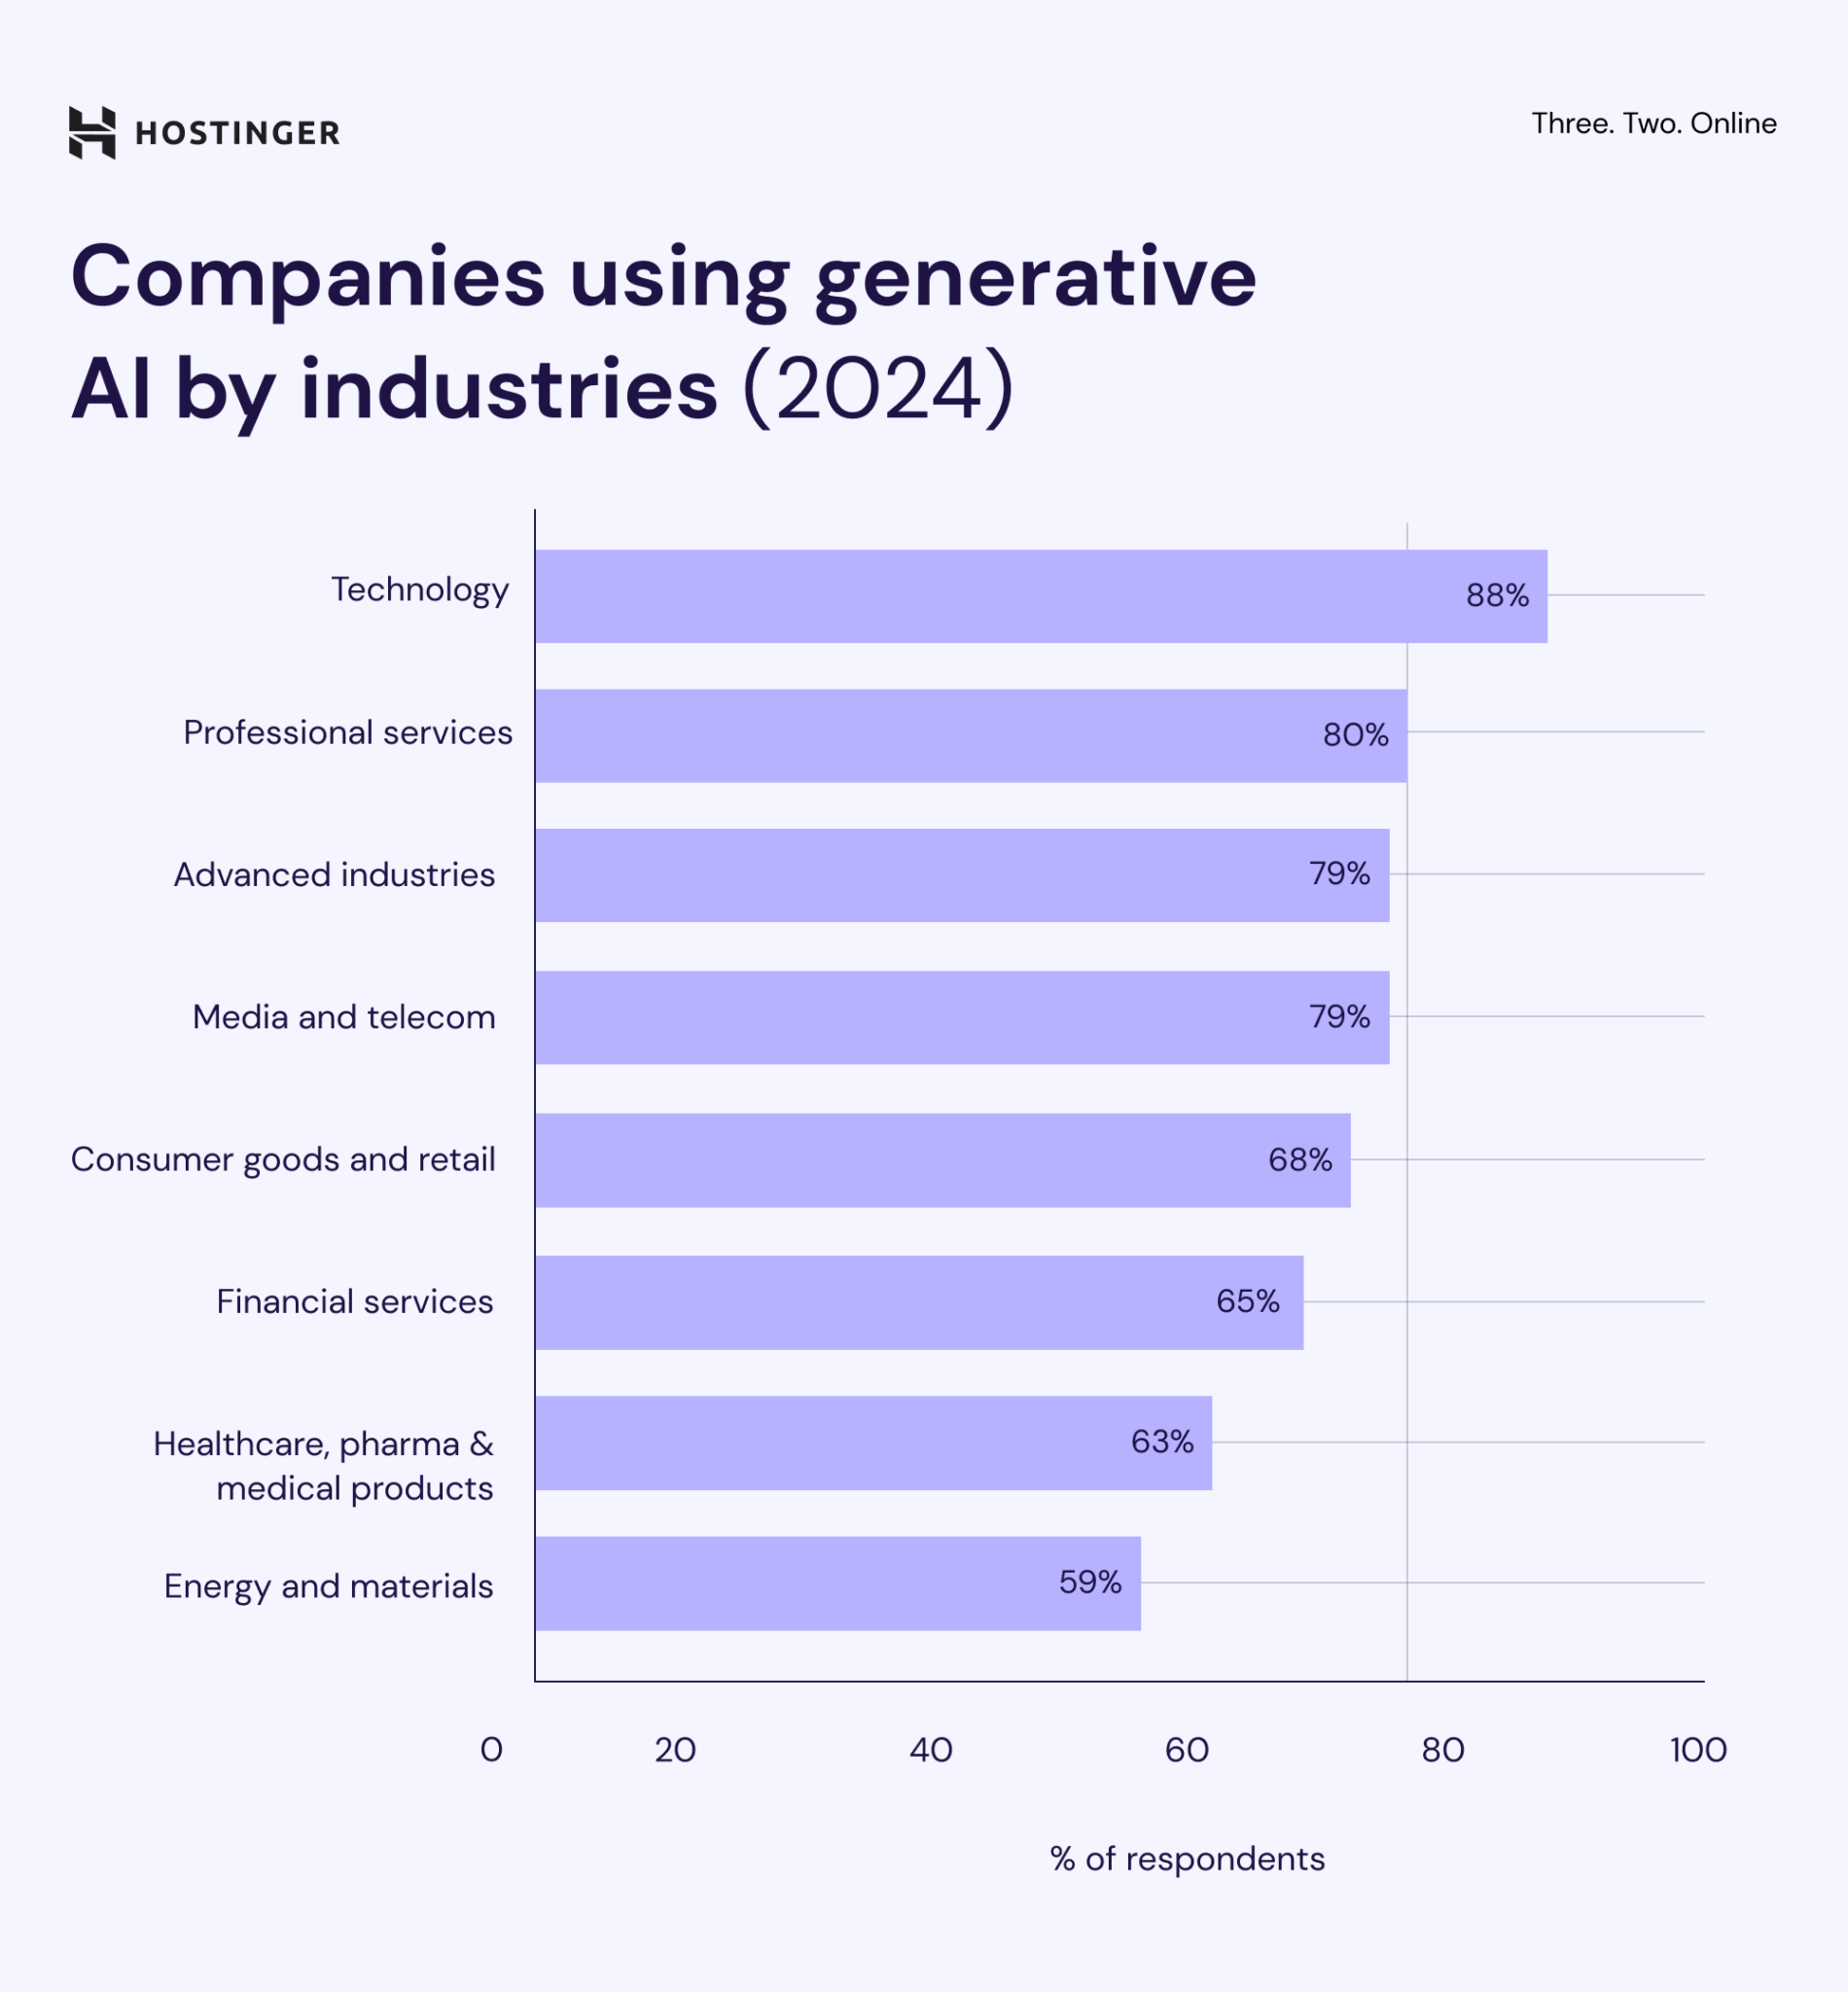 HOSTINGER
Three. Two. Online
Companies using generative
AI by industries (2024)
Technology
88%
Professional services
80%
Advanced industries
79%
Media and telecom
79%
Consumer goods and retail
68%
Financial services
65%
Healthcare, pharma &
medical products
63%
Energy and materials
59%
0 20 40 60 80 100
% of respondents